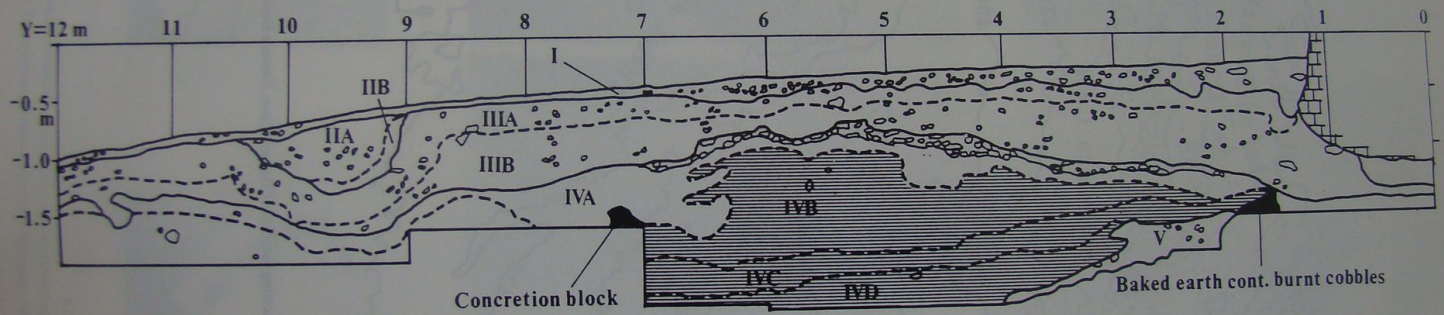 Y=12 m 11 10 9 8 7 6 5 4 3 2 1 0
I
IIB
-0.5
m
IIIA
IIA
-1.0
IIIB
IVA
IVB
-1.5
V
IVC
IVD
Concretion block
Baked earth cont. burnt cobbles